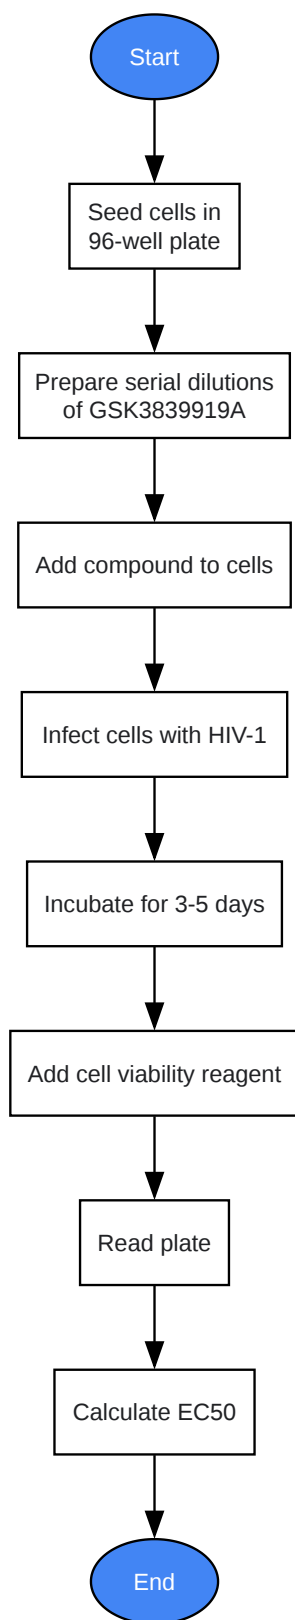 Start
Seed cells in
96-well plate
Prepare serial dilutions
of GSK3839919A
Add compound to cells
Infect cells with HIV-1
Incubate for 3-5 days
Add cell viability reagent
Read plate
Calculate EC50
End